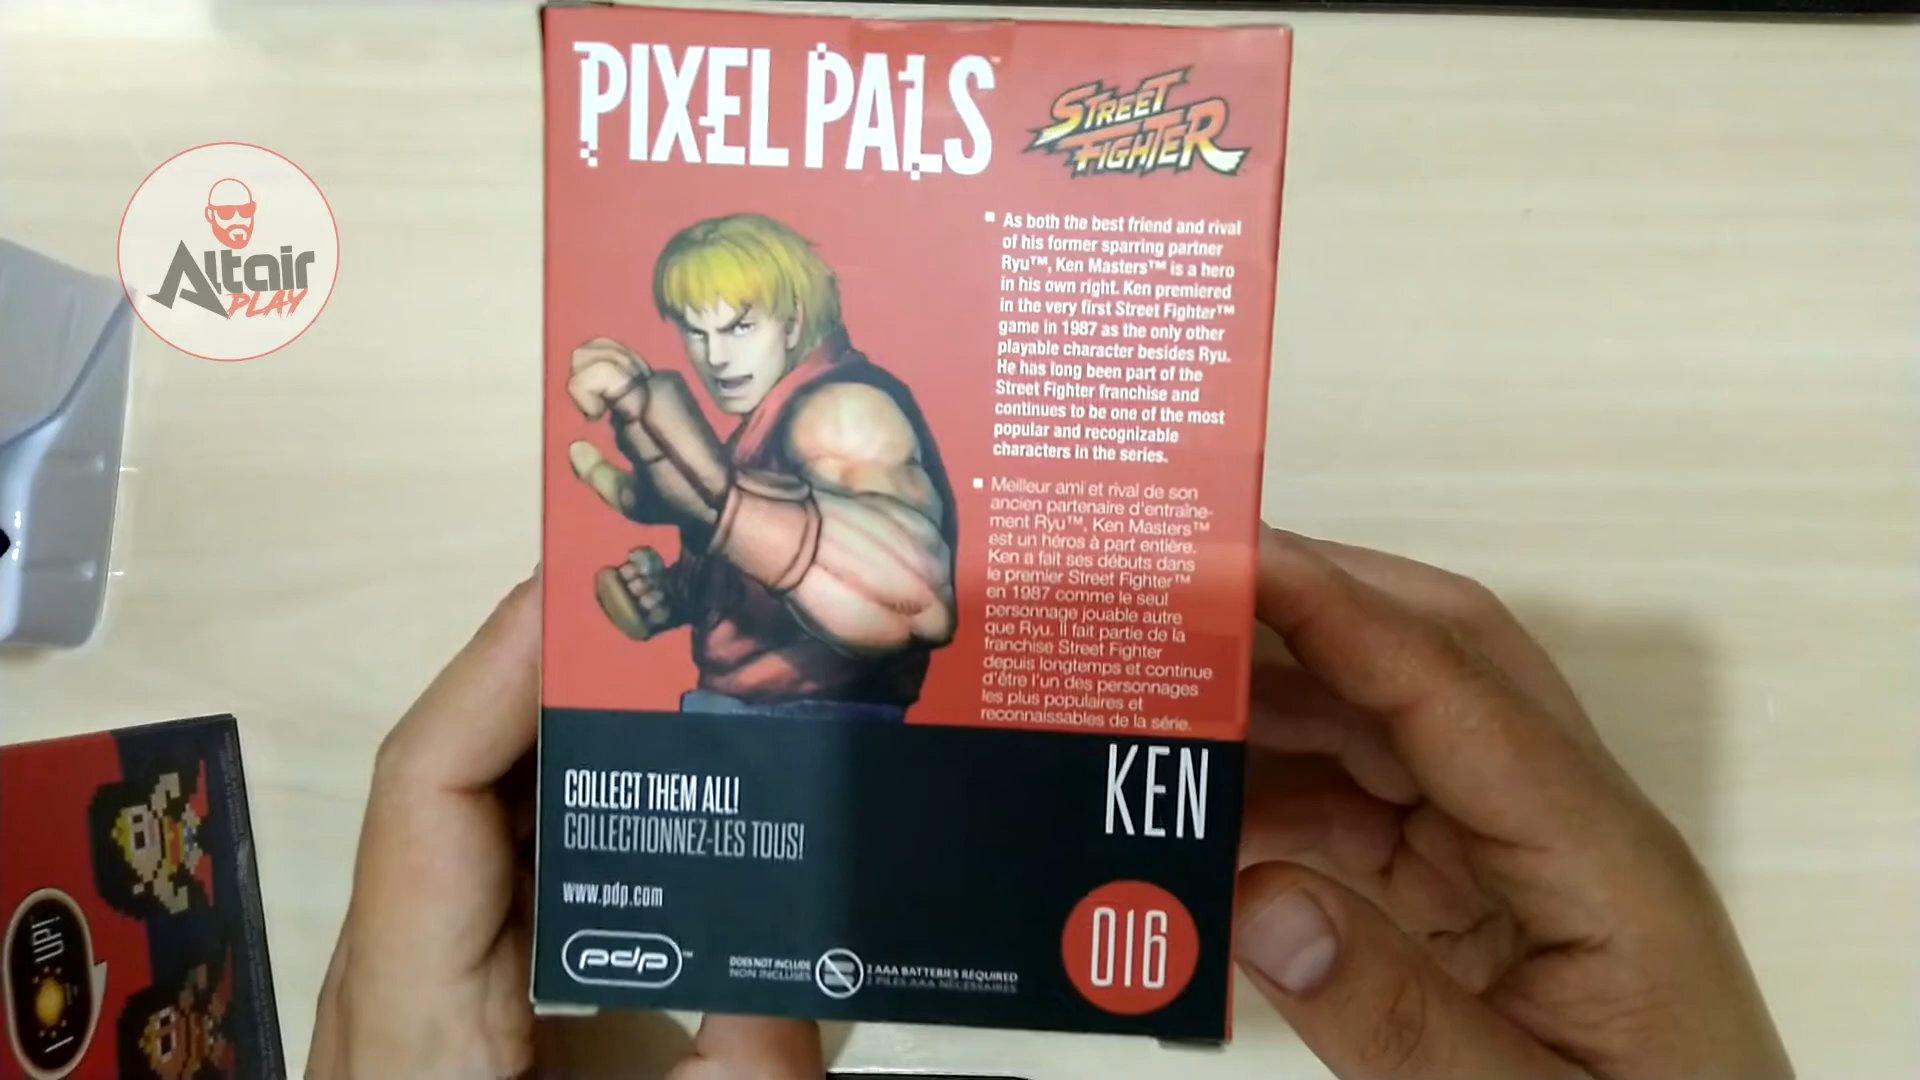 PIXEL PALS™
STREET
FIGHTER
Altair
PLAY
▪ As both the best friend and rival
of his former sparring partner
Ryu™, Ken Masters™ is a hero
in his own right. Ken premiered
in the very first Street Fighter™
game in 1987 as the only other
playable character besides Ryu.
He has long been part of the
Street Fighter franchise and
continues to be one of the most
popular and recognizable
characters in the series.
▪ Meilleur ami et rival de son
ancien partenaire d'entraîne-
ment Ryu™, Ken Masters™
est un héros à part entière.
Ken a fait ses débuts dans
le premier Street Fighter™
en 1987 comme le seul
personnage jouable autre
que Ryu. Il fait partie de la
franchise Street Fighter
depuis longtemps et continue
d'être l'un des personnages
les plus populaires et
reconnaissables de la série.
KEN
COLLECT THEM ALL!
COLLECTIONNEZ-LES TOUS!
www.pdp.com
pdp™
DOES NOT INCLUDE
NON INCLUSES
2 AAA BATTERIES REQUIRED
2 PILES AAA NÉCESSAIRES
016
1 UP!